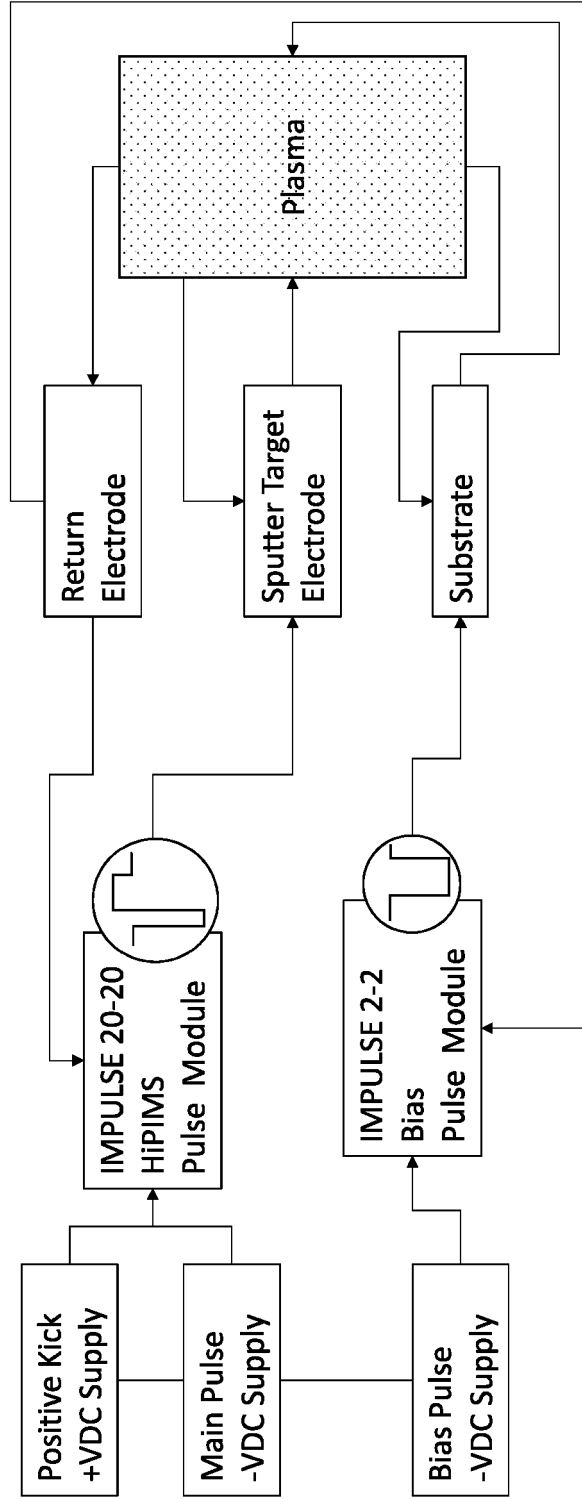 Positive Kick
+VDC Supply
Main Pulse
-VDC Supply
Bias Pulse
-VDC Supply
IMPULSE 20-20
HiPIMS
Pulse Module
IMPULSE 2-2
Bias
Pulse Module
Return
Electrode
Sputter Target
Electrode
Substrate
Plasma